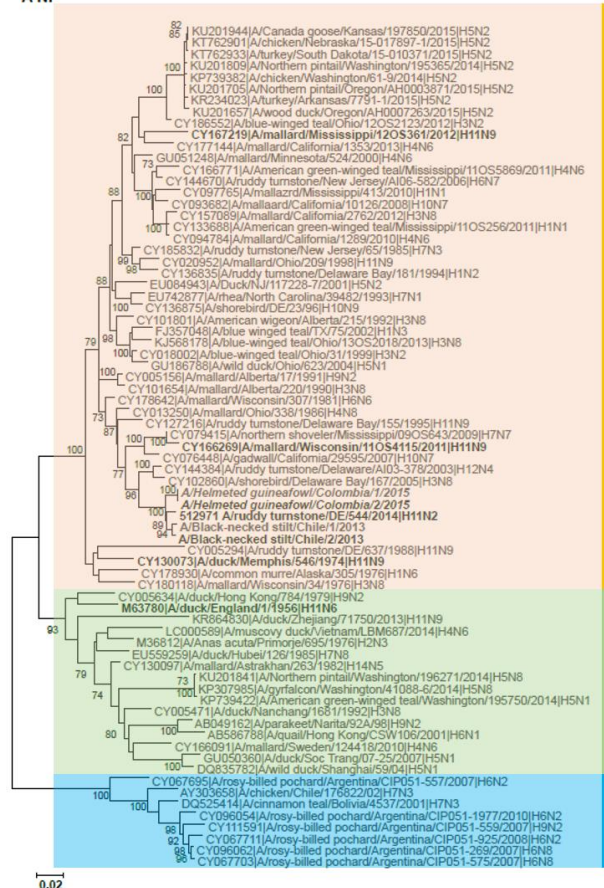 A NP
82
85
KU201944|A/Canada goose/Kansas/197850/2015|H5N2
KT762901|A/chicken/Nebraska/15-017897-1/2015|H5N2
KT762933|A/turkey/South Dakota/15-010371/2015|H5N2
KU201809|A/Northern pintail/Washington/195365/2014|H5N2
100
KP739382|A/chicken/Washington/61-9/2014|H5N2
KU201705|A/Northern pintail/Oregon/AH0003871/2015|H5N2
100
KR234023|A/turkey/Arkansas/7791-1/2015|H5N2
KU201657|A/wood duck/Oregon/AH0007263/2015|H5N2
CY186552|A/blue-winged teal/Ohio/12OS2123/2012|H3N2
82
CY167219|A/mallard/Mississippi/12OS361/2012|H11N9
CY177144|A/mallard/California/1353/2013|H4N6
GU051248|A/mallard/Minnesota/524/2000|H4N6
73
CY166771|A/American green-winged teal/Mississippi/11OS5869/2011|H4N6
CY144670|A/ruddy turnstone/New Jersey/AI06-582/2006|H6N7
88
100
CY097765|A/mallazrd/Mississippi/413/2010|H1N1
CY093682|A/mallaard/California/10126/2008|H10N7
CY157089|A/mallard/California/2762/2012|H3N8
100
CY133688|A/American green-winged teal/Mississippi/11OS256/2011|H1N1
CY094784|A/mallard/California/1289/2010|H4N6
CY185832|A/ruddy turnstone/New Jersey/65/1985|H7N3
99
CY020952|A/mallard/Ohio/209/1998|H11N9
98
CY136835|A/ruddy turnstone/Delaware Bay/181/1994|H1N2
88
EU084943|A/Duck/NJ/117228-7/2001|H5N2
EU742877|A/rhea/North Carolina/39482/1993|H7N1
100
CY136875|A/shorebird/DE/23/96|H10N9
CY101801|A/American wigeon/Alberta/215/1992|H3N8
FJ357048|A/blue winged teal/TX/75/2002|H1N3
98
KJ568178|A/blue-winged teal/Ohio/13OS2018/2013|H3N8
79
100
CY018002|A/blue-winged teal/Ohio/31/1999|H3N2
GU186788|A/wild duck/Ohio/623/2004|H5N1
100
CY005156|A/mallard/Alberta/17/1991|H9N2
CY101654|A/mallard/Alberta/220/1990|H3N8
CY178642|A/mallard/Wisconsin/307/1981|H6N6
73
CY013250|A/mallard/Ohio/338/1986|H4N8
CY127216|A/ruddy turnstone/Delaware Bay/155/1995|H11N9
87
100
CY079415|A/northern shoveler/Mississippi/09OS643/2009|H7N7
100
CY166269|A/mallard/Wisconsin/11OS4115/2011|H11N9
100
CY076448|A/gadwall/California/29595/2007|H10N7
77
CY144384|A/ruddy turnstone/Delaware/AI03-378/2003|H12N4
CY102860|A/shorebird/Delaware Bay/167/2005|H3N8
96
100
A/Helmeted guineafowl/Colombia/1/2015
A/Helmeted guineafowl/Colombia/2/2015
512971 A/ruddy turnstone/DE/544/2014|H11N2
89
A/Black-necked stilt/Chile/1/2013
94
A/Black-necked stilt/Chile/2/2013
CY005294|A/ruddy turnstone/DE/637/1988|H11N9
CY130073|A/duck/Memphis/546/1974|H11N9
CY178930|A/common murre/Alaska/305/1976|H1N6
CY180118|A/mallard/Wisconsin/34/1976|H3N8
CY005634|A/duck/Hong Kong/784/1979|H9N2
M63780|A/duck/England/1/1956|H11N6
KR864830|A/duck/Zhejiang/71750/2013|H11N9
93
LC000589|A/muscovy duck/Vietnam/LBM687/2014|H4N6
M36812|A/Anas acuta/Primorje/695/1976|H2N3
EU559259|A/duck/Hubei/126/1985|H7N8
CY130097|A/mallard/Astrakhan/263/1982|H14N5
79
73
KU201841|A/Northern pintail/Washington/196271/2014|H5N8
100
KP307985|A/gyrfalcon/Washington/41088-6/2014|H5N8
74
KP739422|A/American green-winged teal/Washington/195750/2014|H5N1
CY005471|A/duck/Nanchang/1681/1992|H3N8
AB049162|A/parakeet/Narita/92A/98|H9N2
80
100
AB586788|A/quail/Hong Kong/CSW106/2001|H6N1
CY166091|A/mallard/Sweden/124418/2010|H4N6
GU050360|A/duck/Soc Trang/07-25/2007|H5N1
100
DQ835782|A/wild duck/Shanghai/59/04|H5N1
CY067695|A/rosy-billed pochard/Argentina/CIP051-557/2007|H6N2
100
AY303658|A/chicken/Chile/176822/02|H7N3
100
DQ525414|A/cinnamon teal/Bolivia/4537/2001|H7N3
CY096054|A/rosy-billed pochard/Argentina/CIP051-1977/2010|H6N2
98
CY111591|A/rosy-billed pochard/Argentina/CIP051-559/2007|H9N2
92
CY067711|A/rosy-billed pochard/Argentina/CIP051-925/2008|H6N2
98
CY096062|A/rosy-billed pochard/Argentina/CIP051-269/2007|H6N8
96
CY067703|A/rosy-billed pochard/Argentina/CIP051-575/2007|H6N8
0.02